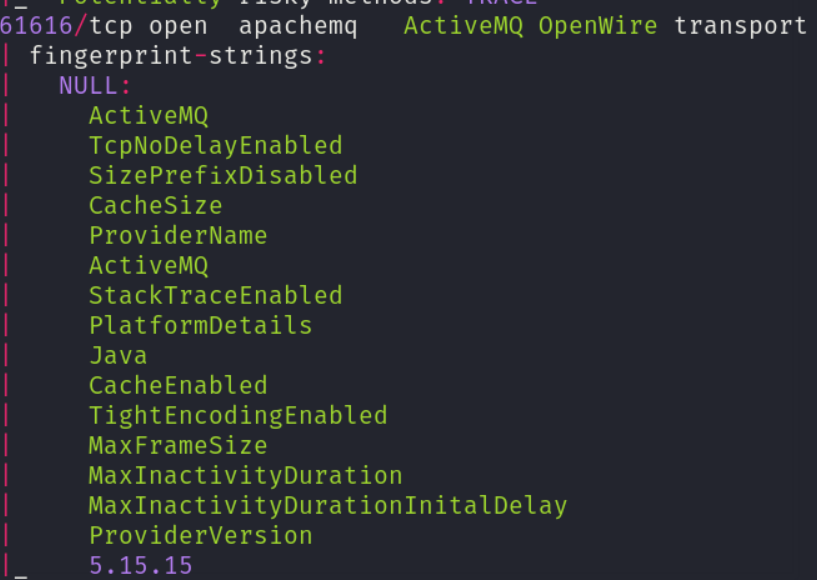 |_  Potentially risky methods: TRACE
61616/tcp open  apachemq   ActiveMQ OpenWire transport
| fingerprint-strings:
|   NULL:
|     ActiveMQ
|     TcpNoDelayEnabled
|     SizePrefixDisabled
|     CacheSize
|     ProviderName
|     ActiveMQ
|     StackTraceEnabled
|     PlatformDetails
|     Java
|     CacheEnabled
|     TightEncodingEnabled
|     MaxFrameSize
|     MaxInactivityDuration
|     MaxInactivityDurationInitalDelay
|     ProviderVersion
|_    5.15.15